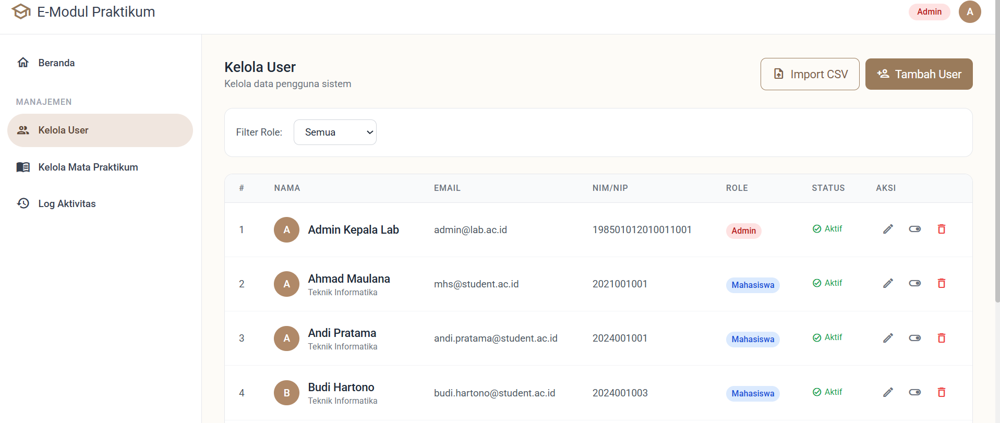 E-Modul Praktikum
Admin
A
Beranda
MANAJEMEN
Kelola User
Kelola Mata Praktikum
Log Aktivitas
Kelola User
Kelola data pengguna sistem
Import CSV
Tambah User
Filter Role:
Semua
# NAMA EMAIL NIM/NIP ROLE STATUS AKSI
1 A Admin Kepala Lab admin@lab.ac.id 198501012010011001 Admin Aktif
2 A Ahmad Maulana mhs@student.ac.id 2021001001 Mahasiswa Aktif
Teknik Informatika
3 A Andi Pratama andi.pratama@student.ac.id 2024001001 Mahasiswa Aktif
Teknik Informatika
4 B Budi Hartono budi.hartono@student.ac.id 2024001003 Mahasiswa Aktif
Teknik Informatika